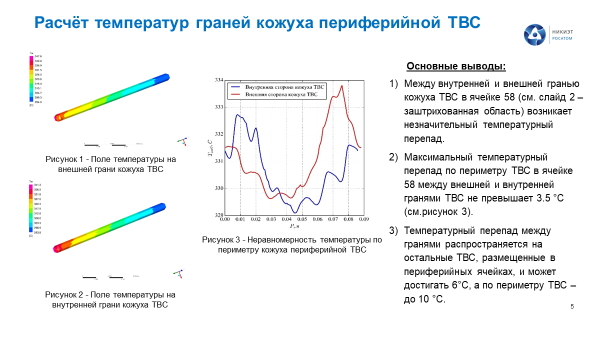 Расчёт температур граней кожуха периферийной ТВС
НИКИЭТ
РОСАТОМ
Рисунок 1 - Поле температуры на
внешней грани кожуха ТВС
Рисунок 2 - Поле температуры на
внутренней грани кожуха ТВС
Внутренняя сторона кожуха ТВС
Внешняя сторона кожуха ТВС
334
333
332
331
330
329
0.00 0.01 0.02 0.03 0.04 0.05 0.06 0.07 0.08 0.09
P, м
Рисунок 3 - Неравномерность температуры по
периметру кожуха периферийной ТВС
Основные выводы:
1) Между внутренней и внешней гранью
кожуха ТВС в ячейке 58 (см. слайд 2 –
заштрихованная область) возникает
незначительный температурный
перепад.
2) Максимальный температурный
перепад по периметру ТВС в ячейке
58 между внешней и внутренней
гранями ТВС не превышает 3.5 °С
(см.рисунок 3).
3) Температурный перепад между
гранями распространяется на
остальные ТВС, размещенные в
периферийных ячейках, и может
достигать 6°С, а по периметру ТВС –
до 10 °С.
5